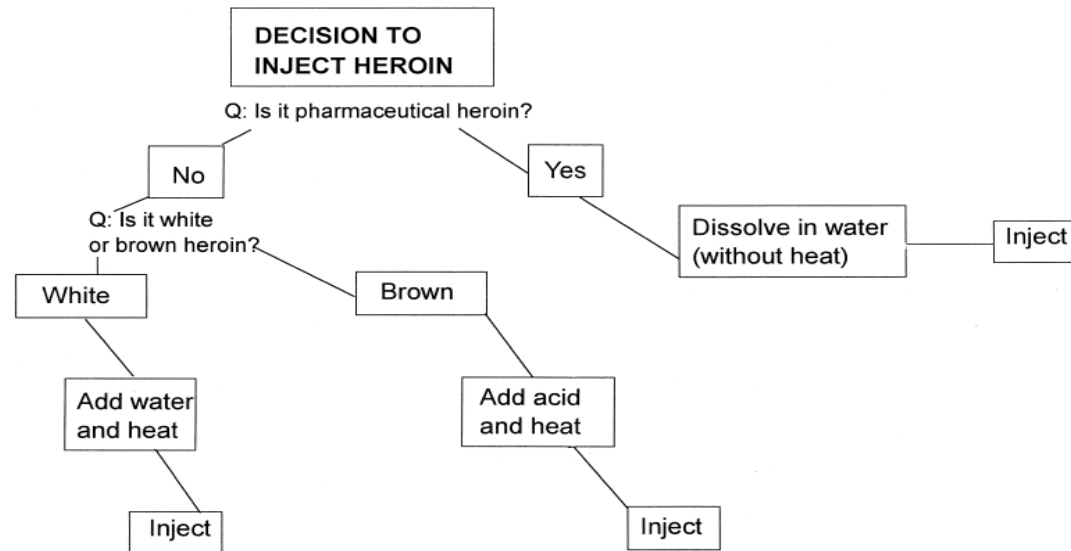 DECISION TO
INJECT HEROIN
Q: Is it pharmaceutical heroin?
No
Yes
Q: Is it white
or brown heroin?
Dissolve in water
(without heat)
Inject
White
Brown
Add water
and heat
Add acid
and heat
Inject
Inject